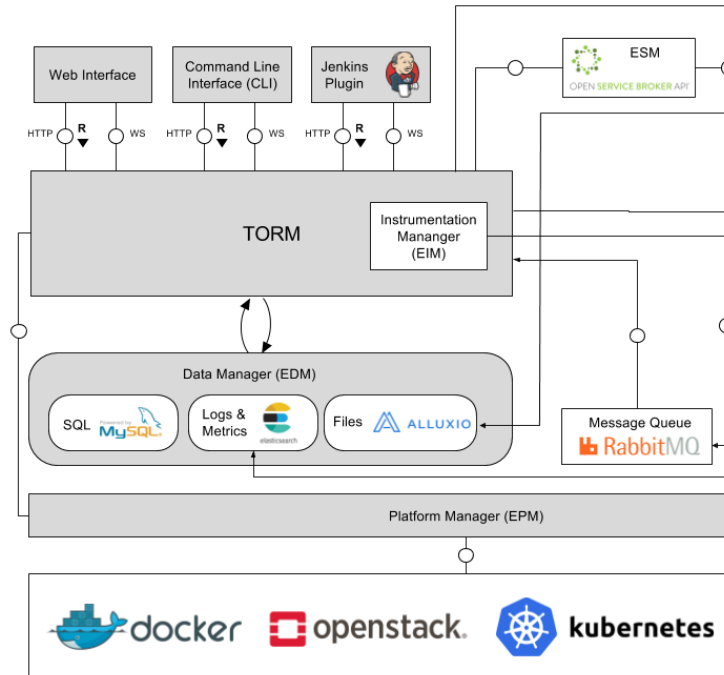 Web Interface
Command Line
Interface (CLI)
Jenkins
Plugin
ESM
OPEN SERVICE BROKER API
HTTP
R
WS
HTTP
R
WS
HTTP
R
WS
TORM
Instrumentation
Mananger
(EIM)
Data Manager (EDM)
SQL
Powered by
MySQL
Logs &
Metrics
elasticsearch
Files
ALLUXIO
Message Queue
RabbitMQ
Platform Manager (EPM)
docker
openstack.
kubernetes